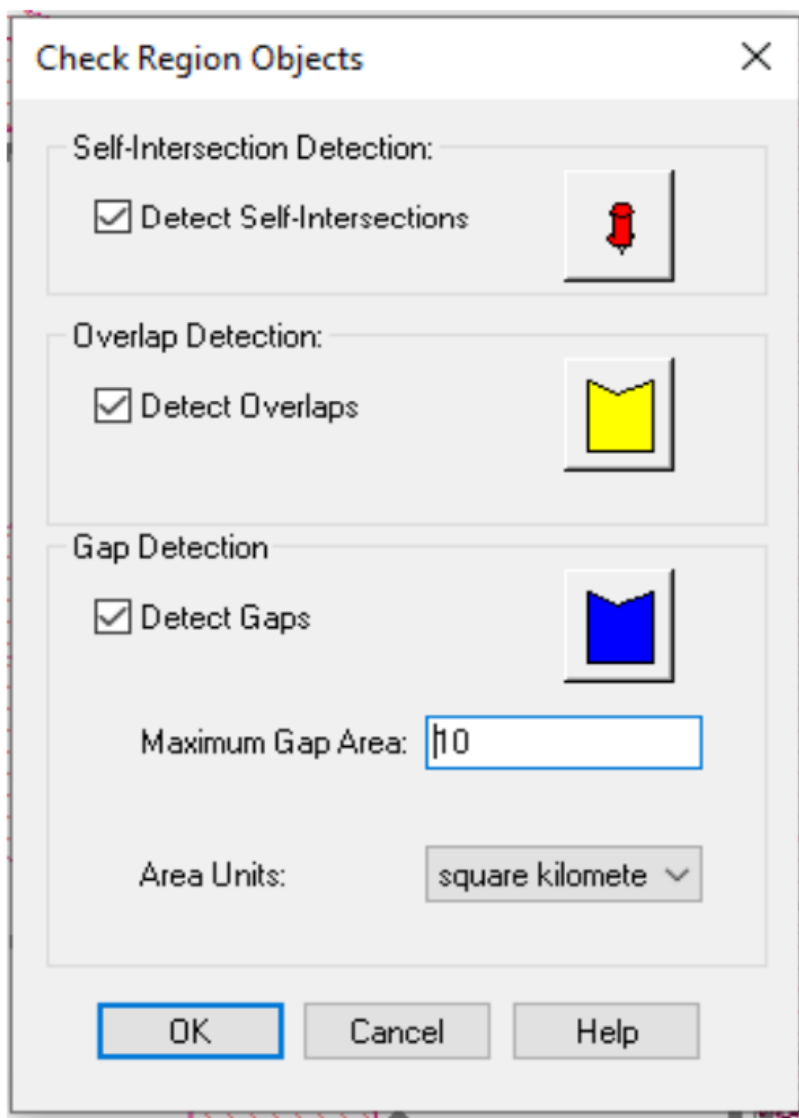 Check Region Objects
Self-Intersection Detection:
Detect Self-Intersections
Overlap Detection:
Detect Overlaps
Gap Detection
Detect Gaps
Maximum Gap Area: 10
Area Units: square kilomete
OK Cancel Help